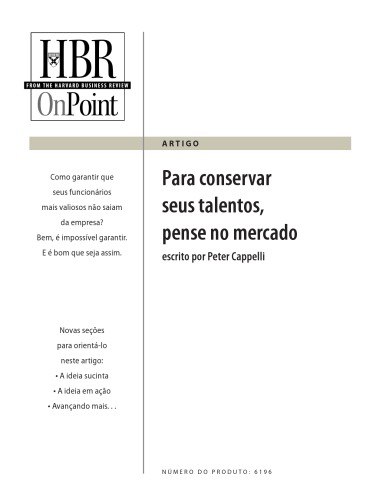 HBR
FROM THE HARVARD BUSINESS REVIEW
OnPoint
ARTIGO
Como garantir que
seus funcionários
mais valiosos não saiam
da empresa?
Bem, é impossível garantir.
E é bom que seja assim.
Para conservar
seus talentos,
pense no mercado
escrito por Peter Cappelli
Novas seções
para orientá-lo
neste artigo:
• A ideia sucinta
• A ideia em ação
• Avançando mais. . .
NÚMERO DO PRODUTO: 6196